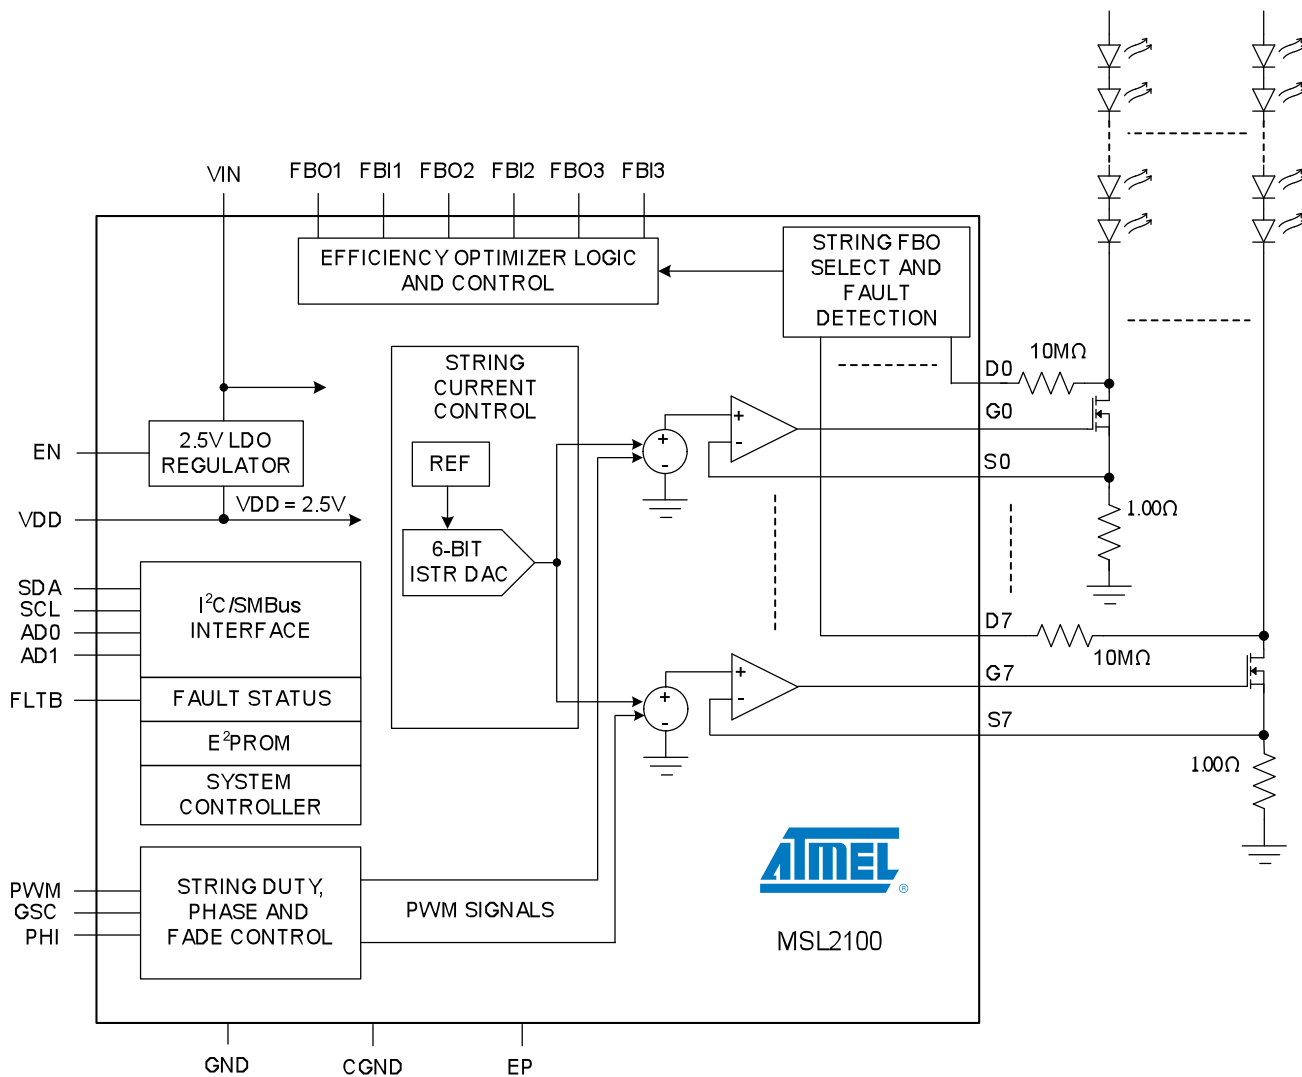 VIN
FBO1
FBI1
FBO2
FBI2
FBO3
FBI3
EFFICIENCY OPTIMIZER LOGIC
AND CONTROL
STRING FBO
SELECT AND
FAULT
DETECTION
STRING
CURRENT
CONTROL
REF
6-BIT
ISTR DAC
+
-
+
-
D0
10MΩ
G0
S0
1.00Ω
EN
2.5V LDO
REGULATOR
VDD
VDD = 2.5V
SDA
SCL
AD0
AD1
I²C/SMBus
INTERFACE
FLTB
FAULT STATUS
E²PROM
SYSTEM
CONTROLLER
+
-
+
-
D7
10MΩ
G7
S7
1.00Ω
PWM
GSC
PHI
STRING DUTY,
PHASE AND
FADE CONTROL
PWM SIGNALS
ATMEL ®
MSL2100
GND
CGND
EP